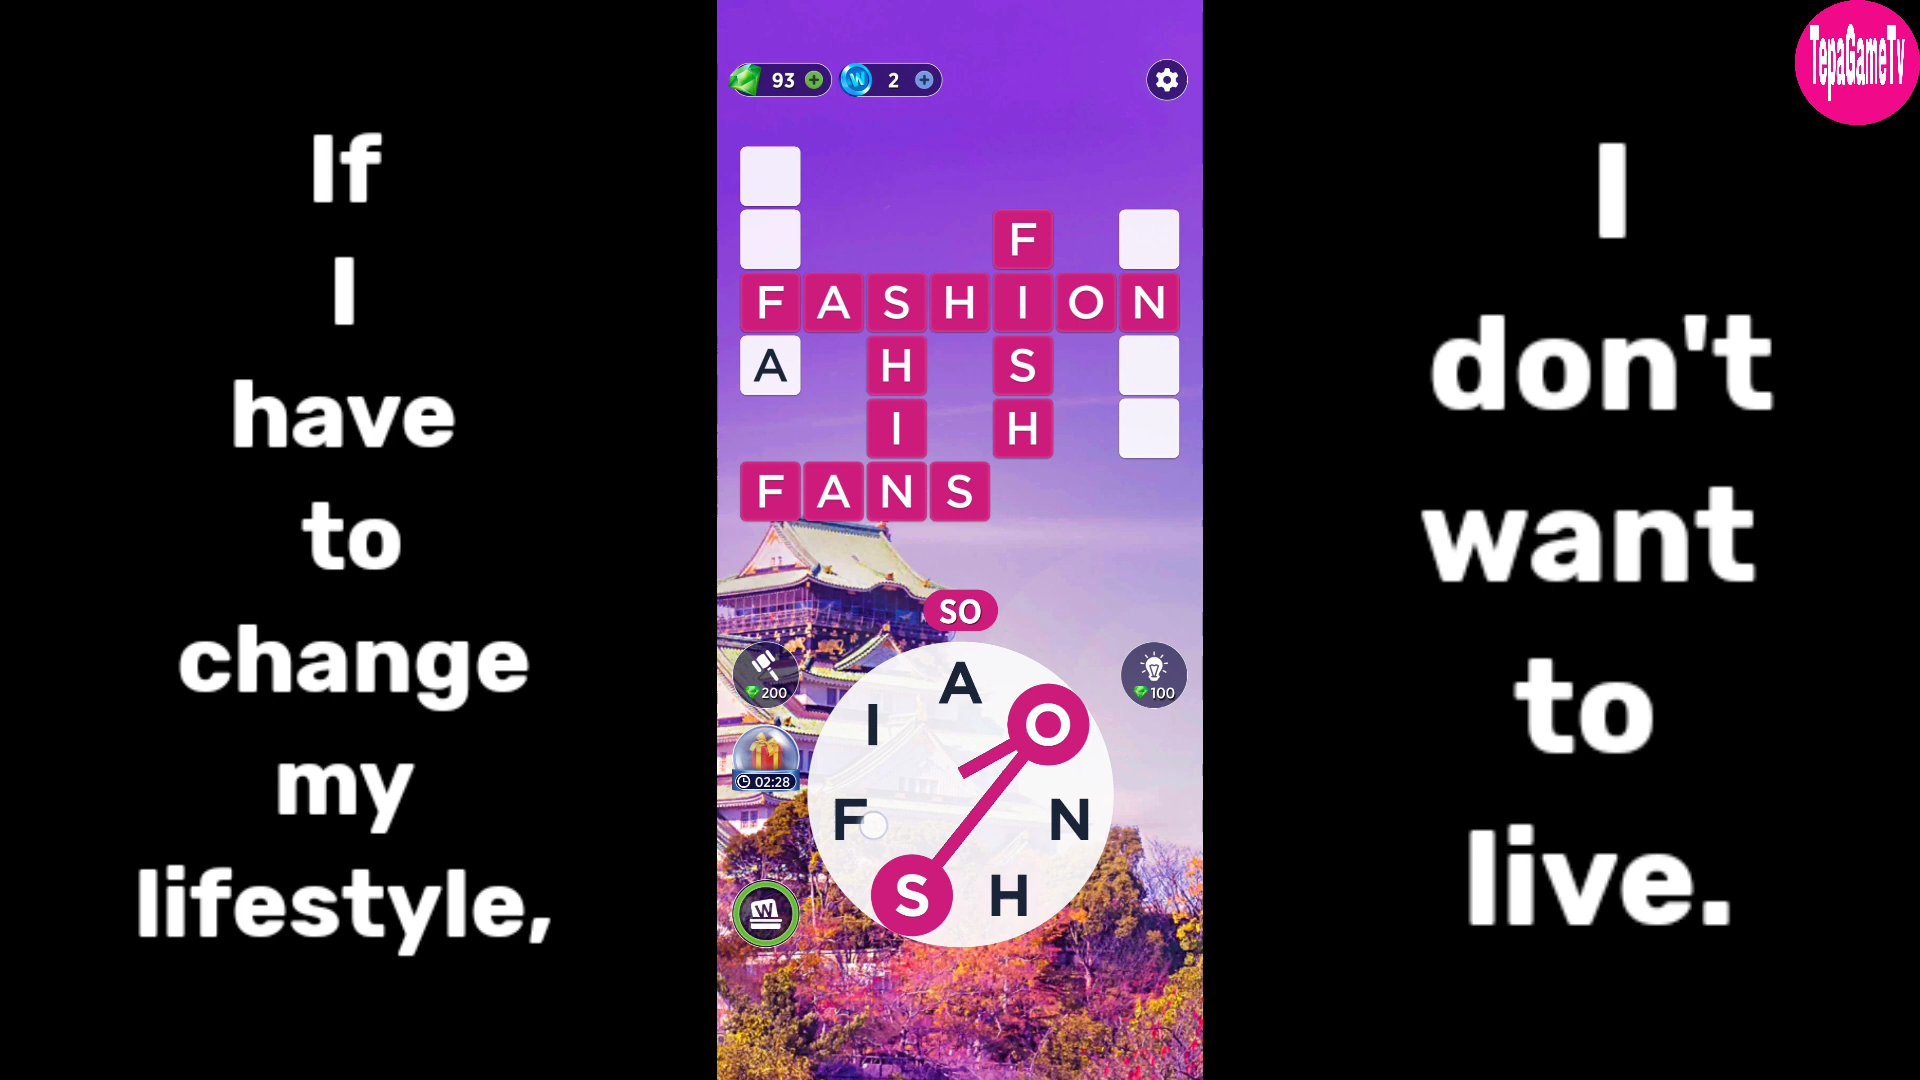 If
I
have
to
change
my
lifestyle,
93
2
F
FASHION
A
H
S
I
H
FANS
SO
200
100
02:28
W
A
I
O
F
N
S
H
I
don't
want
to
live.
TepaGameTv